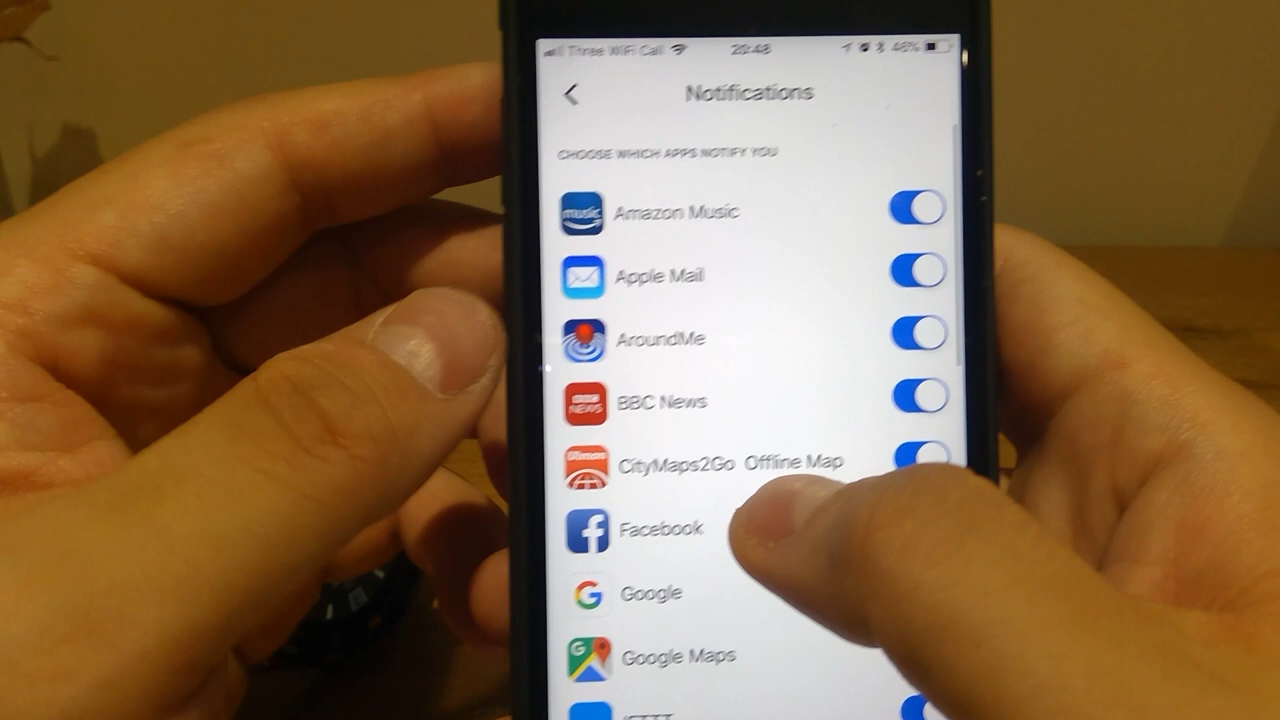 Three WiFi Call 20:48 46%
Notifications
CHOOSE WHICH APPS NOTIFY YOU
music Amazon Music
Apple Mail
AroundMe
BBC NEWS BBC News
CityMaps2Go Offline Map
f Facebook
G Google
G Google Maps
IFTTT